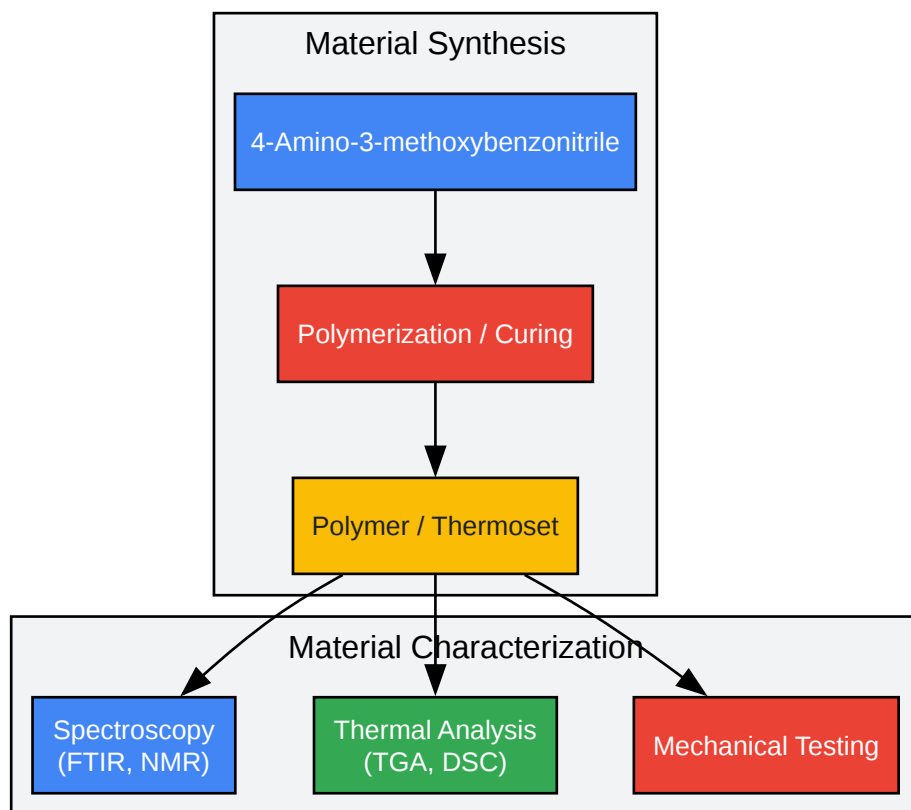 Material Synthesis
4-Amino-3-methoxybenzonitrile
Polymerization / Curing
Polymer / Thermoset
Material Characterization
Spectroscopy
(FTIR, NMR)
Thermal Analysis
(TGA, DSC)
Mechanical Testing